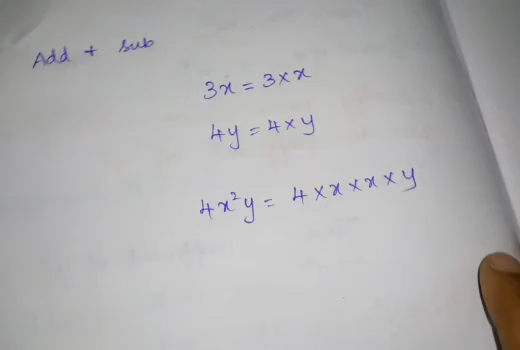 Add + sub
3x = 3 × x
4y = 4 × y
4x²y = 4 × x × x × y